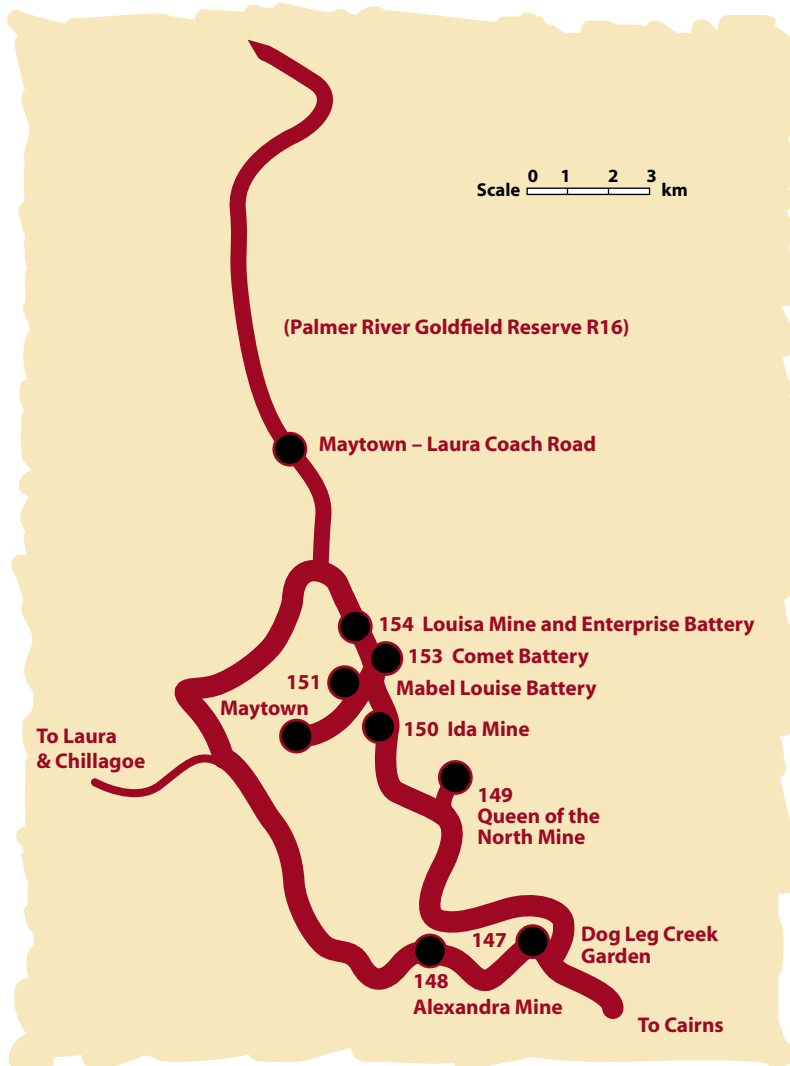 0 1 2 3
Scale km
(Palmer River Goldfield Reserve R16)
Maytown – Laura Coach Road
154 Louisa Mine and Enterprise Battery
153 Comet Battery
151
Mabel Louise Battery
Maytown
150 Ida Mine
To Laura
& Chillagoe
149
Queen of the
North Mine
147
Dog Leg Creek
Garden
148
Alexandra Mine
To Cairns